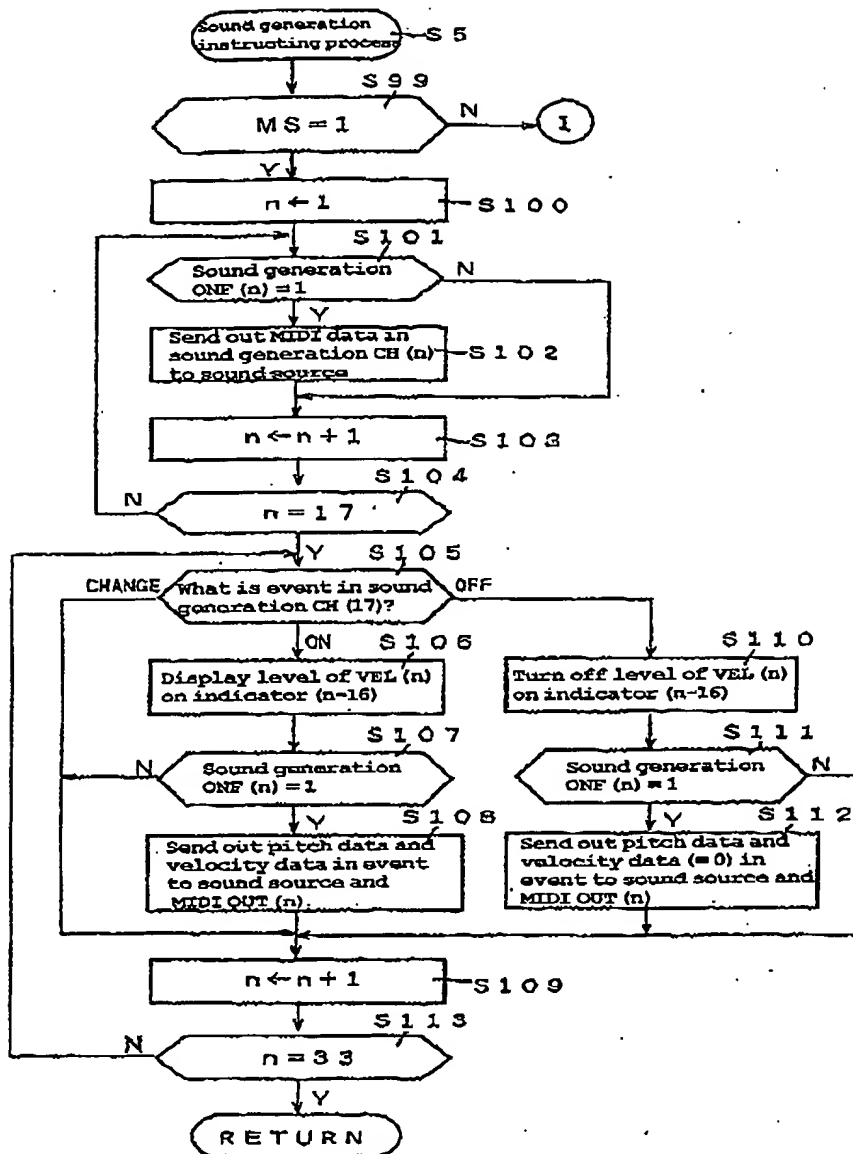 Sound generation
instructing process
S5
S99
MS=1
N
I
Y
n←1
S100
S101
Sound generation
ONF (n) = 1
N
Y
Send out MIDI data in
sound generation CH (n)
to sound source
S102
n←n+1
S103
S104
N
n=17
Y
S105
CHANGE
What is event in sound
generation CH (17)?
OFF
ON
S106
Display level of VEL (n)
on indicator (n-16)
S110
Turn off level of VEL (n)
on indicator (n-16)
S107
N
Sound generation
ONF (n) = 1
S111
Sound generation
ONF (n) = 1
N
Y
S108
Send out pitch data and
velocity data in event
to sound source and
MIDI OUT (n)
Y
S112
Send out pitch data and
velocity data (=0) in
event to sound source and
MIDI OUT (n)
n←n+1
S109
S113
N
n=33
Y
RETURN